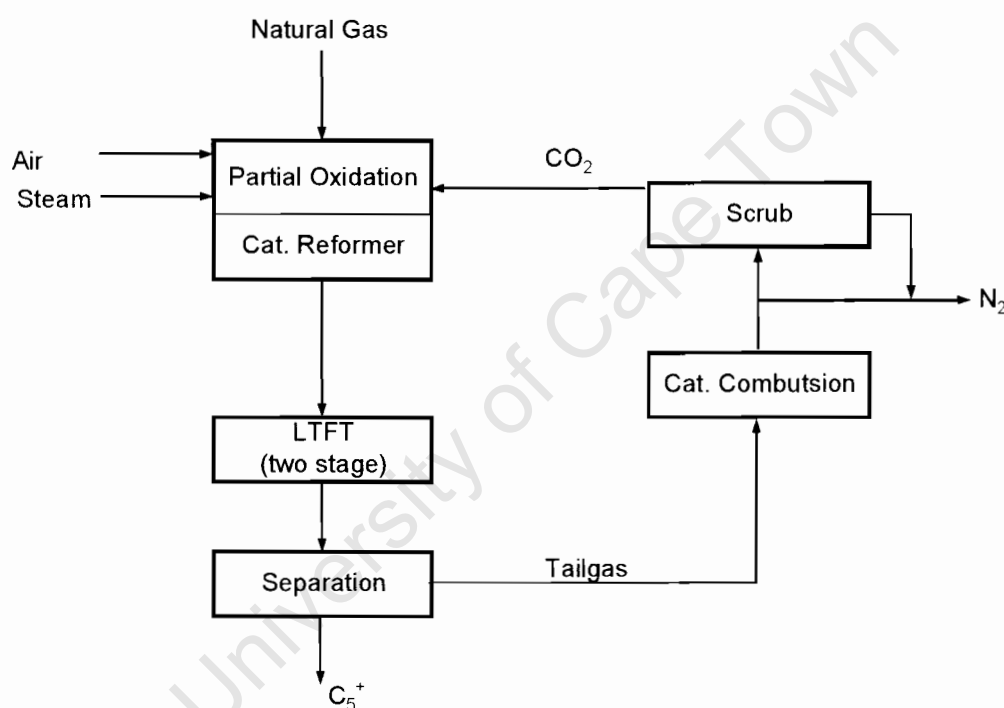 Natural Gas
Air
Steam
Partial Oxidation
Cat. Reformer
CO₂
Scrub
N₂
Cat. Combutsion
LTFT
(two stage)
Separation
Tailgas
C₅⁺
University of Cape Town